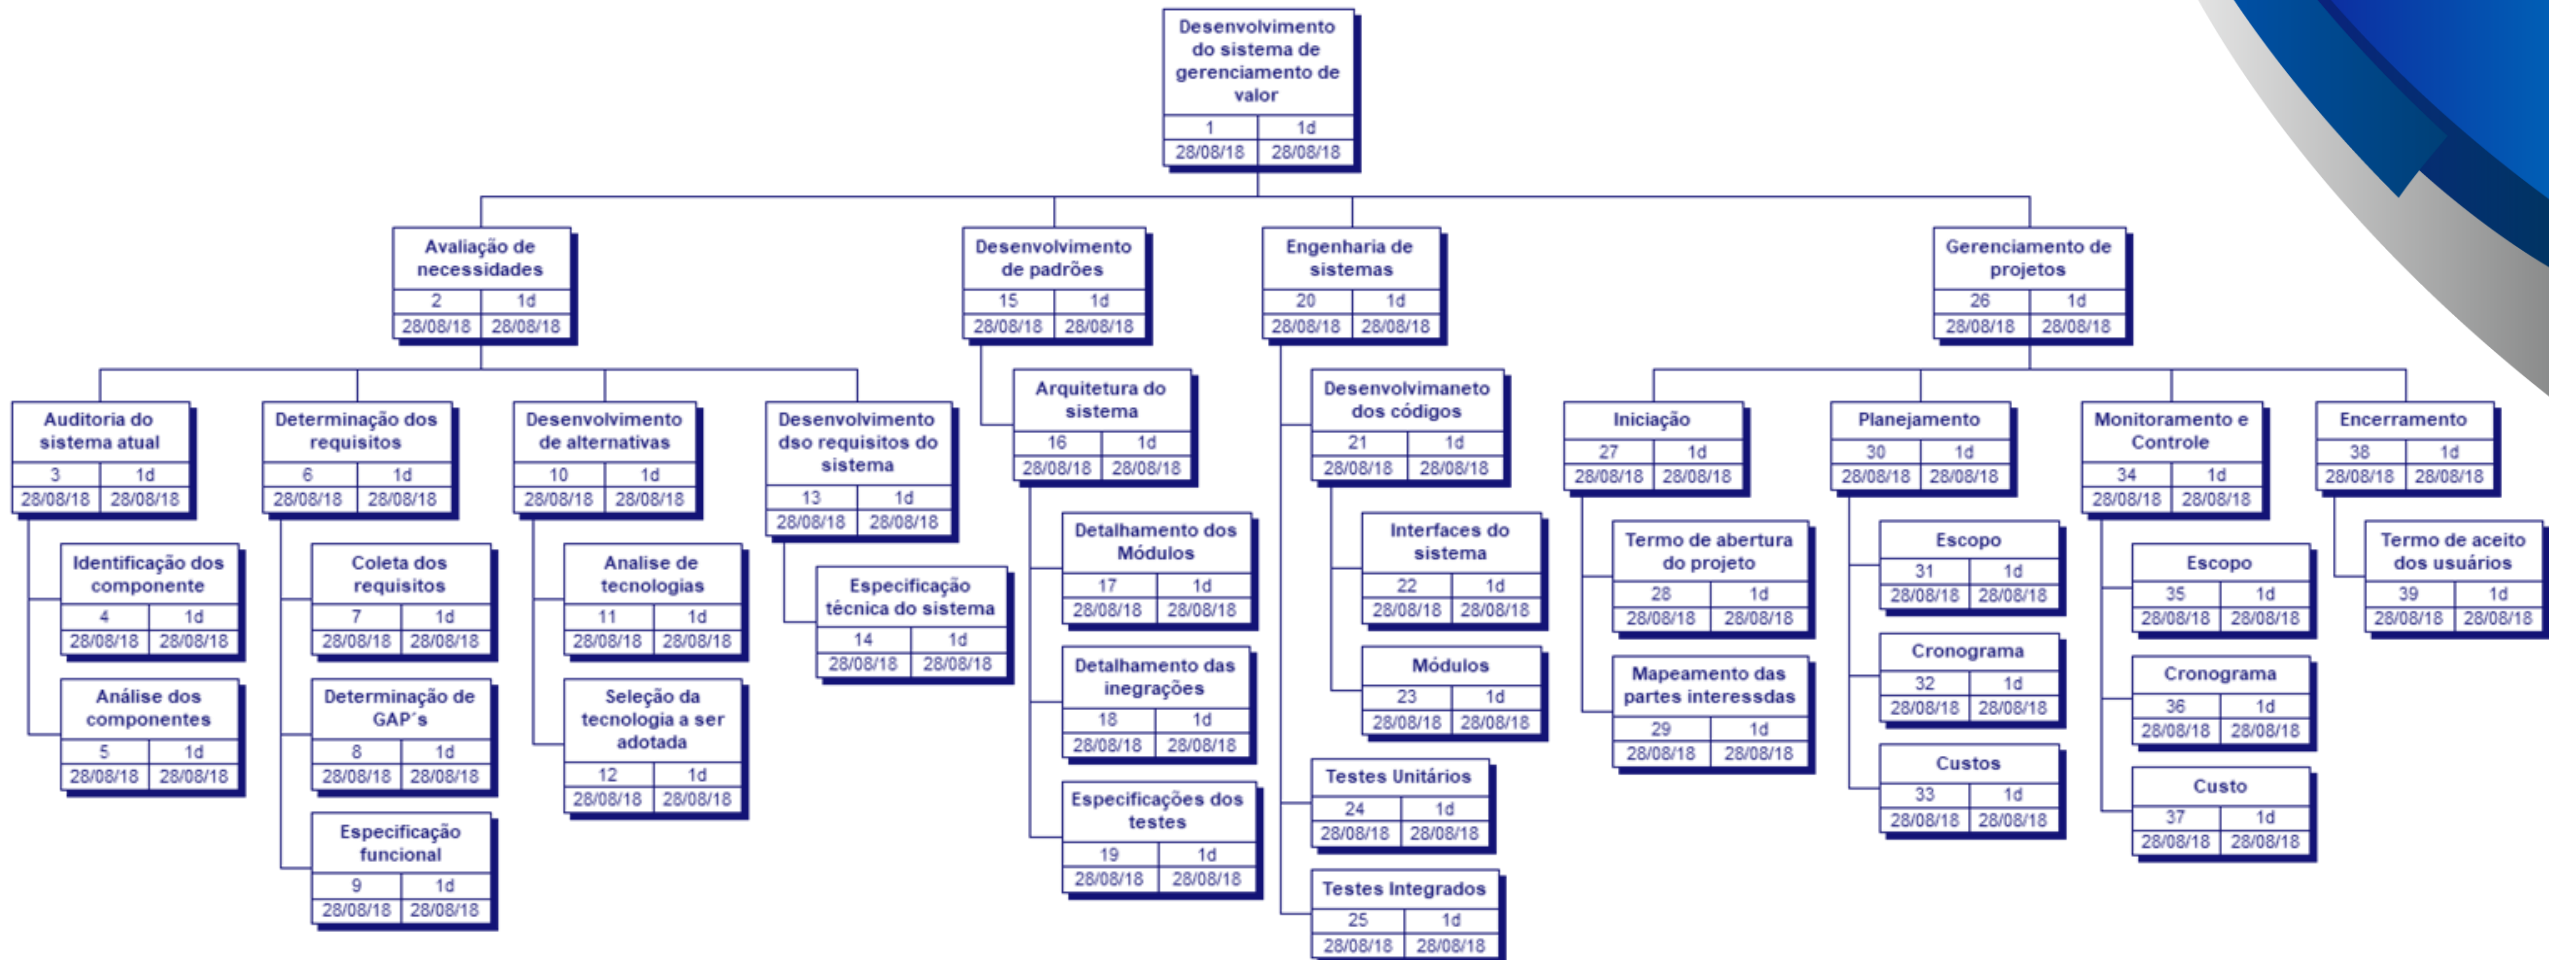 Desenvolvimento
do sistema de
gerenciamento de
valor
1 1d
28/08/18 28/08/18
Avaliação de
necessidades
2 1d
28/08/18 28/08/18
Desenvolvimento
de padrões
15 1d
28/08/18 28/08/18
Engenharia de
sistemas
20 1d
28/08/18 28/08/18
Gerenciamento de
projetos
26 1d
28/08/18 28/08/18
Auditoria do
sistema atual
3 1d
28/08/18 28/08/18
Identificação dos
componente
4 1d
28/08/18 28/08/18
Análise dos
componentes
5 1d
28/08/18 28/08/18
Determinação dos
requisitos
6 1d
28/08/18 28/08/18
Coleta dos
requisitos
7 1d
28/08/18 28/08/18
Determinação de
GAP´s
8 1d
28/08/18 28/08/18
Especificação
funcional
9 1d
28/08/18 28/08/18
Desenvolvimento
de alternativas
10 1d
28/08/18 28/08/18
Analise de
tecnologias
11 1d
28/08/18 28/08/18
Seleção da
tecnologia a ser
adotada
12 1d
28/08/18 28/08/18
Desenvolvimento
dso requisitos do
sistema
13 1d
28/08/18 28/08/18
Especificação
técnica do sistema
14 1d
28/08/18 28/08/18
Arquitetura do
sistema
16 1d
28/08/18 28/08/18
Detalhamento dos
Módulos
17 1d
28/08/18 28/08/18
Detalhamento das
inegrações
18 1d
28/08/18 28/08/18
Especificações dos
testes
19 1d
28/08/18 28/08/18
Desenvolvimaneto
dos códigos
21 1d
28/08/18 28/08/18
Interfaces do
sistema
22 1d
28/08/18 28/08/18
Módulos
23 1d
28/08/18 28/08/18
Testes Unitários
24 1d
28/08/18 28/08/18
Testes Integrados
25 1d
28/08/18 28/08/18
Iniciação
27 1d
28/08/18 28/08/18
Termo de abertura
do projeto
28 1d
28/08/18 28/08/18
Mapeamento das
partes interessdas
29 1d
28/08/18 28/08/18
Planejamento
30 1d
28/08/18 28/08/18
Escopo
31 1d
28/08/18 28/08/18
Cronograma
32 1d
28/08/18 28/08/18
Custos
33 1d
28/08/18 28/08/18
Monitoramento e
Controle
34 1d
28/08/18 28/08/18
Escopo
35 1d
28/08/18 28/08/18
Cronograma
36 1d
28/08/18 28/08/18
Custo
37 1d
28/08/18 28/08/18
Encerramento
38 1d
28/08/18 28/08/18
Termo de aceito
dos usuários
39 1d
28/08/18 28/08/18